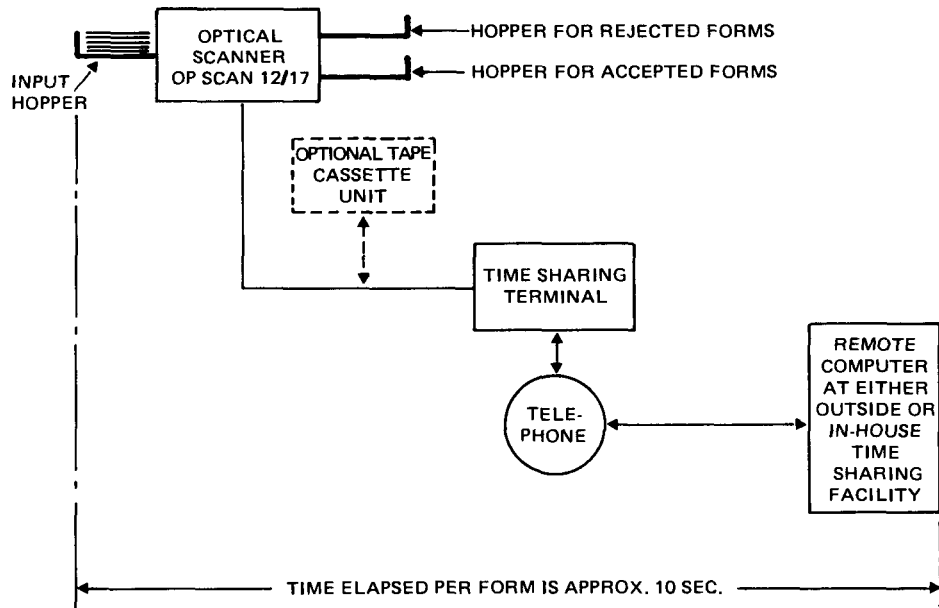 OPTICAL
SCANNER
OP SCAN 12/17
HOPPER FOR REJECTED FORMS
HOPPER FOR ACCEPTED FORMS
INPUT
HOPPER
OPTIONAL TAPE
CASSETTE
UNIT
TIME SHARING
TERMINAL
TELE-
PHONE
REMOTE
COMPUTER
AT EITHER
OUTSIDE OR
IN-HOUSE
TIME
SHARING
FACILITY
TIME ELAPSED PER FORM IS APPROX. 10 SEC.